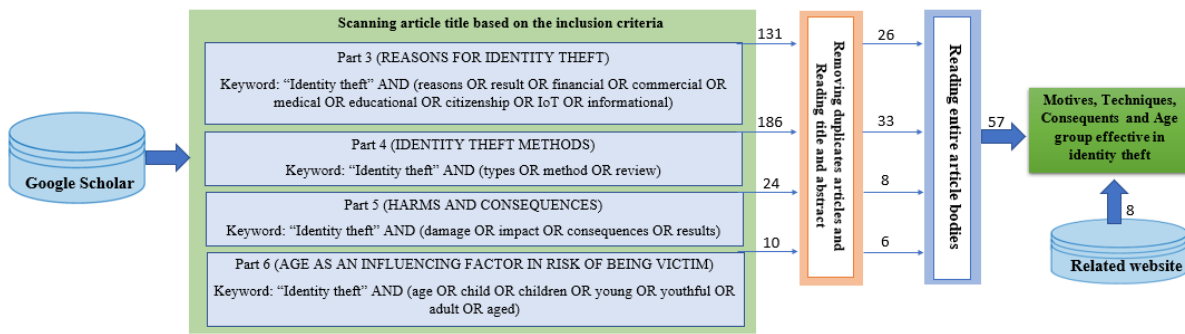 Scanning article title based on the inclusion criteria
Google Scholar
Part 3 (REASONS FOR IDENTITY THEFT)
Keyword: “Identity theft” AND (reasons OR result OR financial OR commercial OR
medical OR educational OR citizenship OR IoT OR informational)
Part 4 (IDENTITY THEFT METHODS)
Keyword: “Identity theft” AND (types OR method OR review)
Part 5 (HARMS AND CONSEQUENCES)
Keyword: “Identity theft” AND (damage OR impact OR consequences OR results)
Part 6 (AGE AS AN INFLUENCING FACTOR IN RISK OF BEING VICTIM)
Keyword: “Identity theft” AND (age OR child OR children OR young OR youthful OR
adult OR aged)
131
186
24
10
Removing duplicates articles and
Reading title and abstract
26
33
8
6
Reading entire article bodies
57
Motives, Techniques,
Consequents and Age
group effective in
identity theft
8
Related website